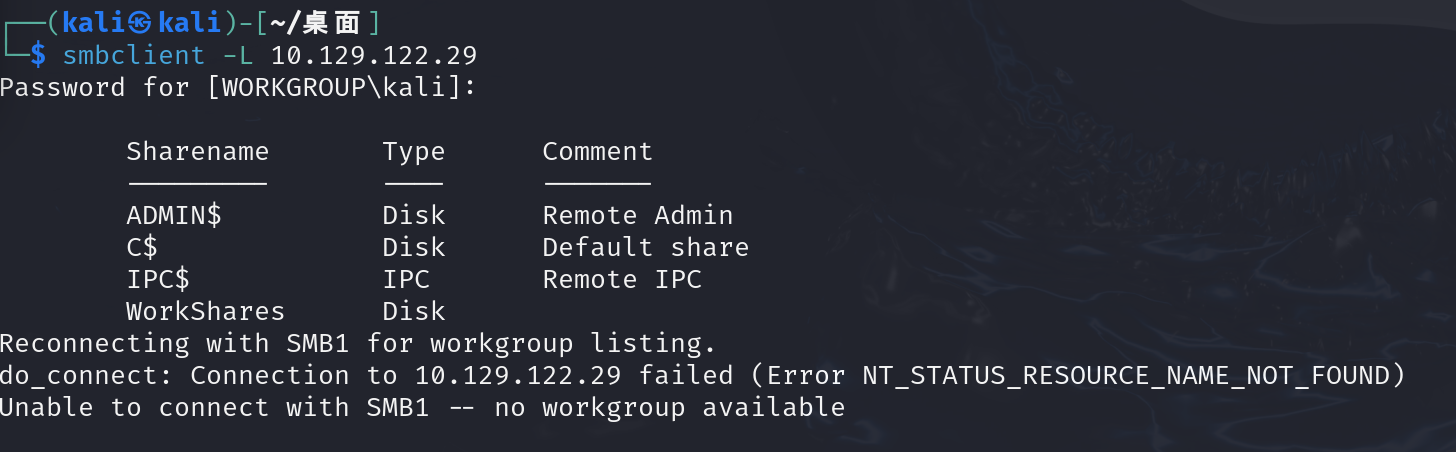 ┌──(kali㉿kali)-[~/桌面]
└─$ smbclient -L 10.129.122.29
Password for [WORKGROUP\kali]:

        Sharename       Type      Comment
        ---------       ----      -------
        ADMIN$          Disk      Remote Admin
        C$              Disk      Default share
        IPC$            IPC       Remote IPC
        WorkShares      Disk
Reconnecting with SMB1 for workgroup listing.
do_connect: Connection to 10.129.122.29 failed (Error NT_STATUS_RESOURCE_NAME_NOT_FOUND)
Unable to connect with SMB1 -- no workgroup available